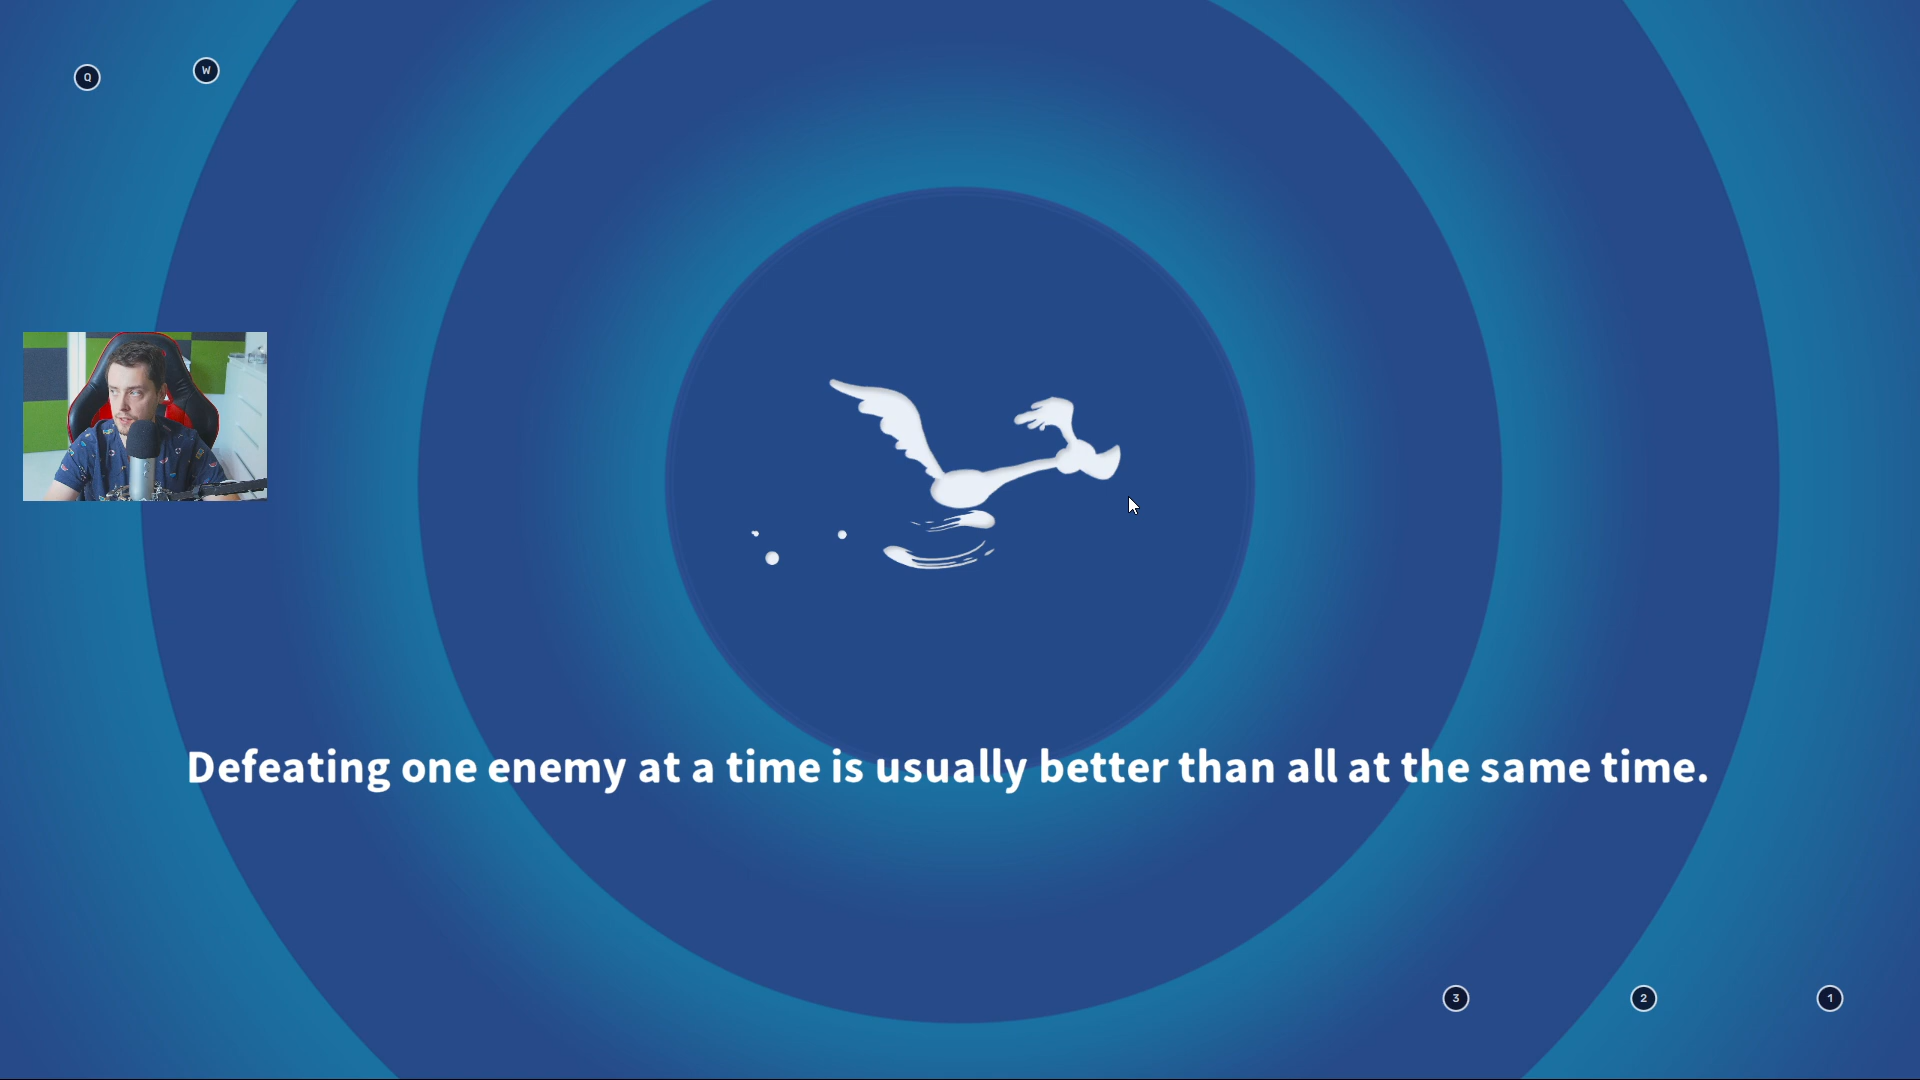 Q
W
Defeating one enemy at a time is usually better than all at the same time.
3
2
1